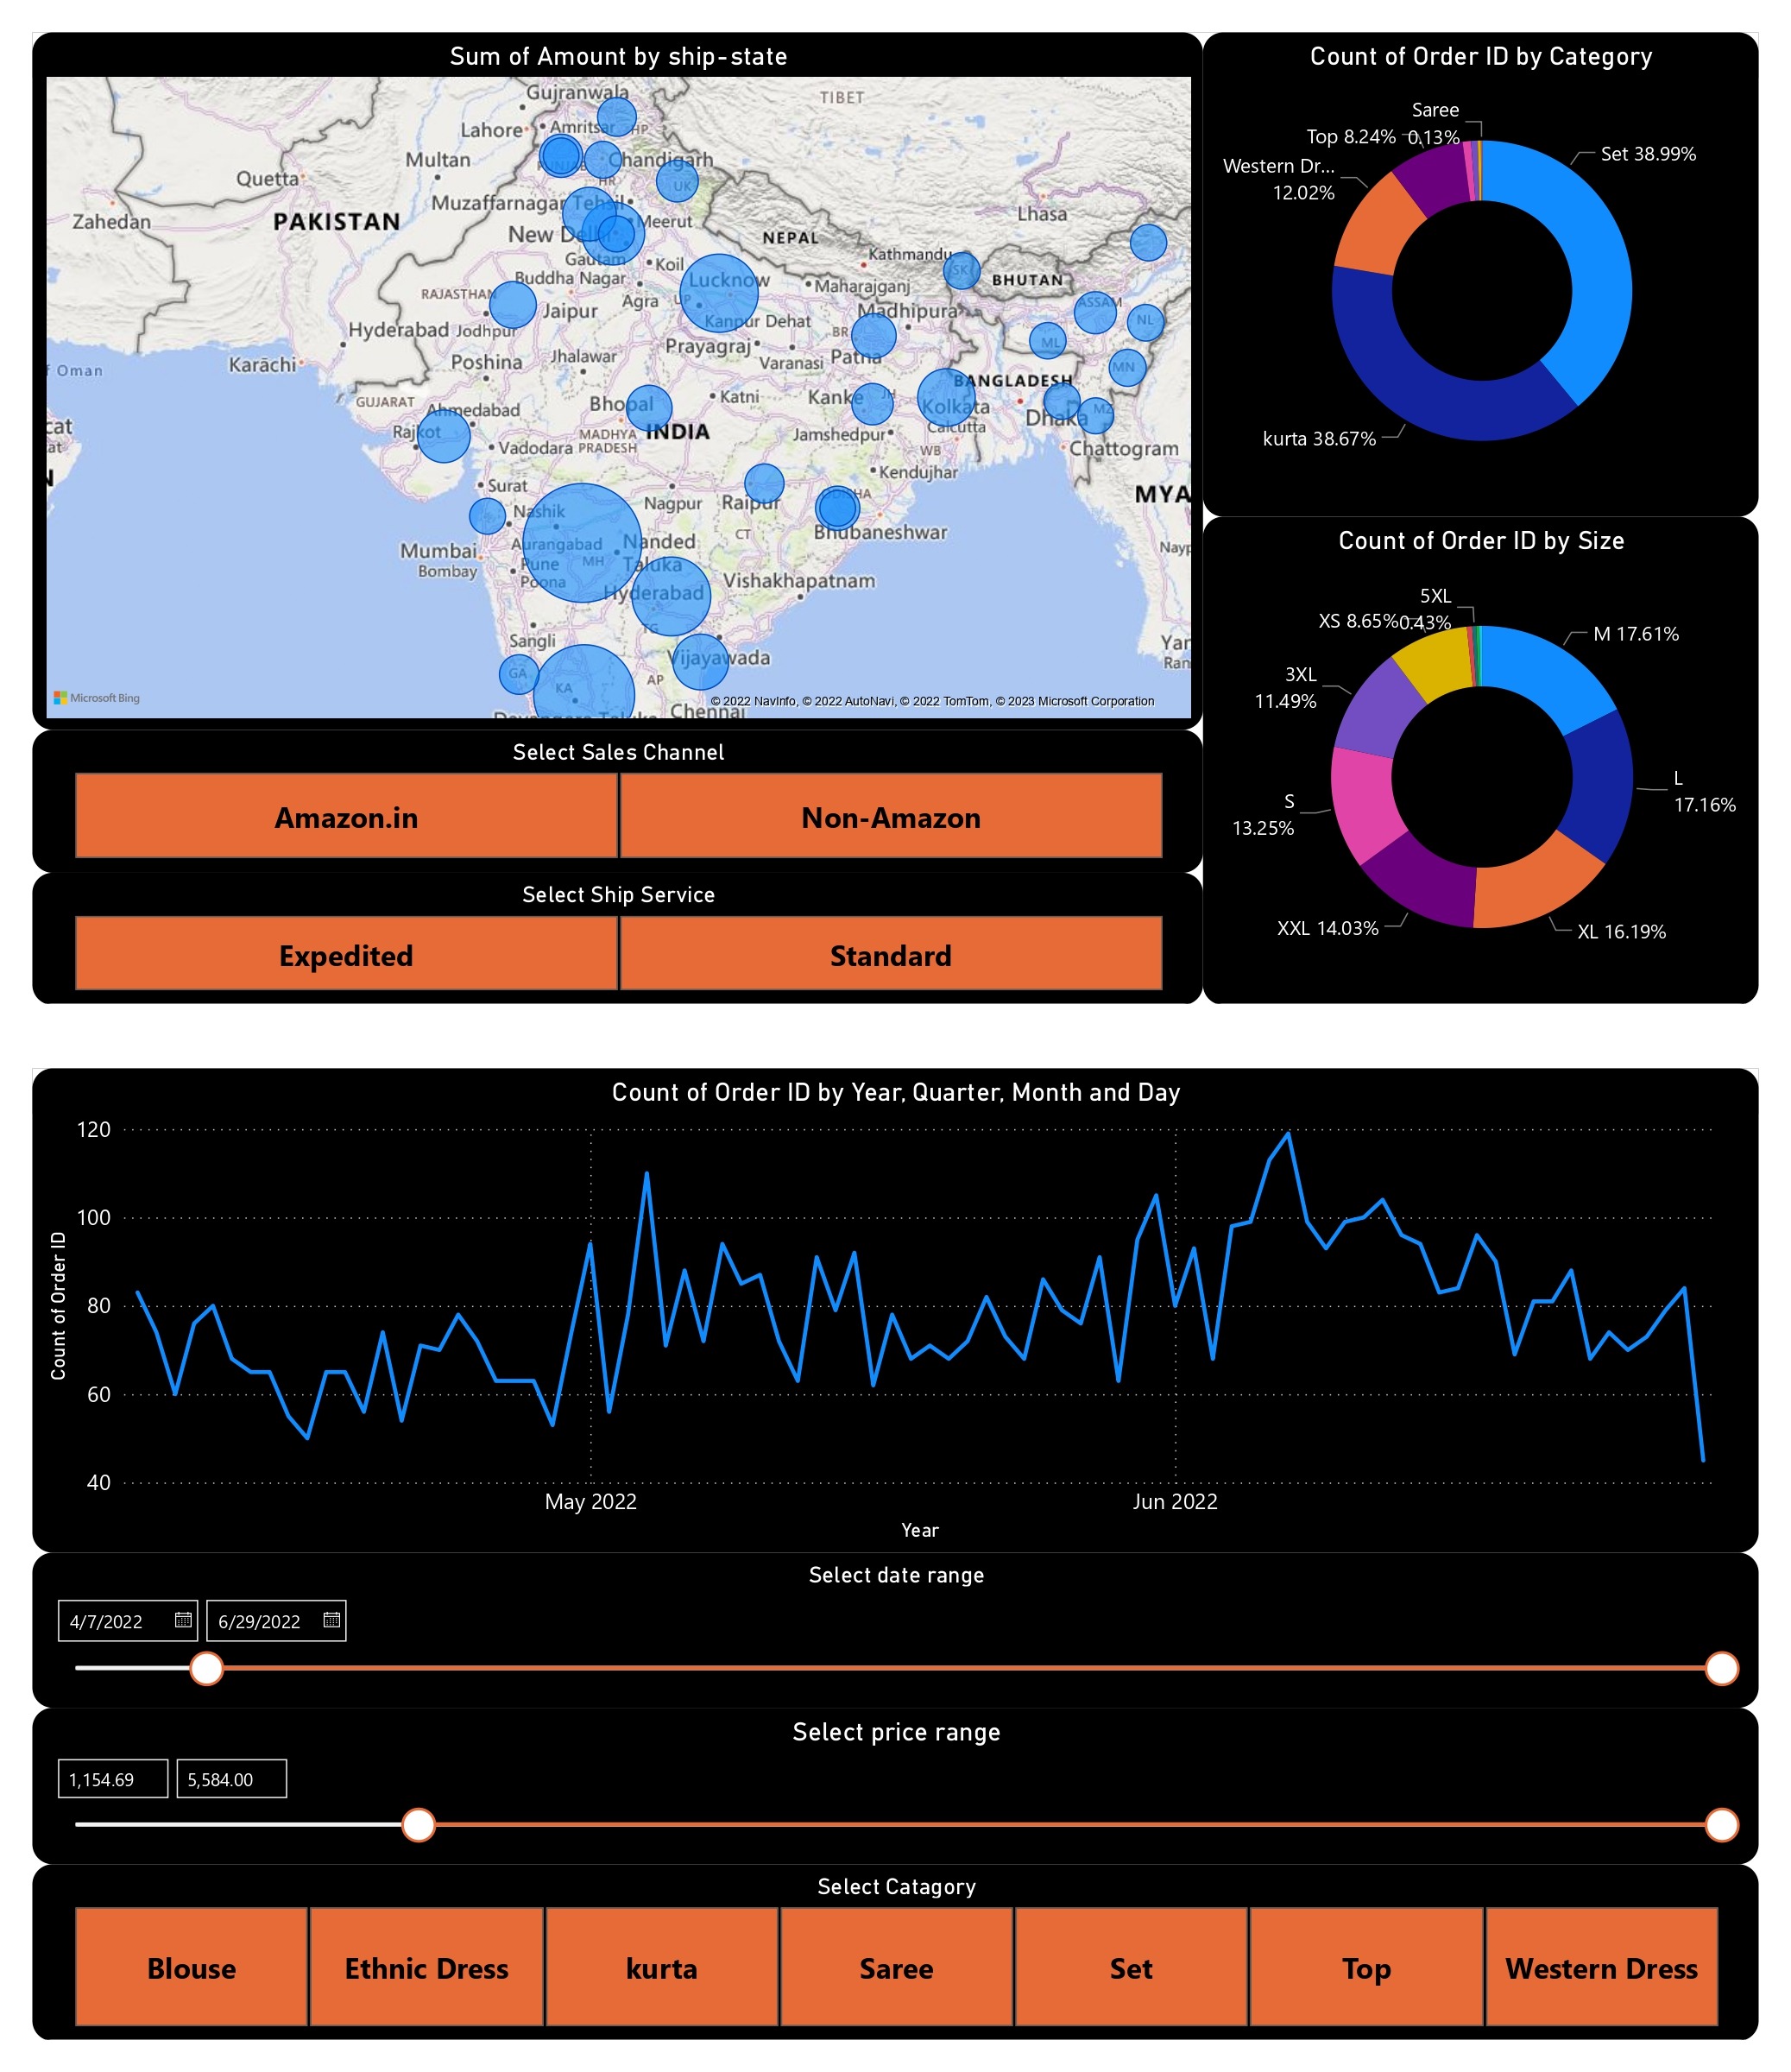 Sum of Amount by ship-state
Gujranwala
TIBET
Lahore
Amritsar
HP
Multan
Chandigarh
Quetta
HR
UK
Muzaffarnagar Tehsil
Zahedan
PAKISTAN
Meerut
Lhasa
New Delhi
NEPAL
Gautam
Buddha Nagar
Koil
Kathmandu
SK
BHUTAN
Lucknow
Maharajganj
RAJASTHAN
Agra
UP
ASSAM
Hyderabad
Jodhpur
Jaipur
Kanpur Dehat
Madhipura
NL
BR
Karāchi
Poshina
Jhalawar
Prayagraj
Varanasi
Patna
ML
MN
f Oman
BANGLADESH
GUJARAT
Ahmedabad
Bhopal
Katni
Kanke
JH
Kolkata
Dhaka
MZ
cat
at
Rajkot
Vadodara
MADHYA
PRADESH
INDIA
Jamshedpur
Calcutta
WB
Chattogram
N
Surat
Nagpur
Raipur
Kendujhar
MYA
Nashik
Bhubaneshwar
CT
Mumbai
Bombay
Aurangabad
Nanded
Taluka
MH
Pune
Poona
Hyderabad
Vishakhapatnam
Nayp
Sangli
TG
Yar
Ran
Vijayawada
GA
KA
AP
Davangere Taluka
Chennai
Microsoft Bing
© 2022 NavInfo, © 2022 AutoNavi, © 2022 TomTom, © 2023 Microsoft Corporation
Count of Order ID by Category
Saree
0.13%
Top 8.24%
Western Dr...
12.02%
Set 38.99%
kurta 38.67%
Count of Order ID by Size
5XL
0.43%
XS 8.65%
M 17.61%
3XL
11.49%
L
17.16%
S
13.25%
XXL 14.03%
XL 16.19%
Select Sales Channel
Amazon.in
Non-Amazon
Select Ship Service
Expedited
Standard
Count of Order ID by Year, Quarter, Month and Day
Count of Order ID
120
100
80
60
40
May 2022
Jun 2022
Year
Select date range
4/7/2022
6/29/2022
Select price range
1,154.69
5,584.00
Select Catagory
Blouse
Ethnic Dress
kurta
Saree
Set
Top
Western Dress